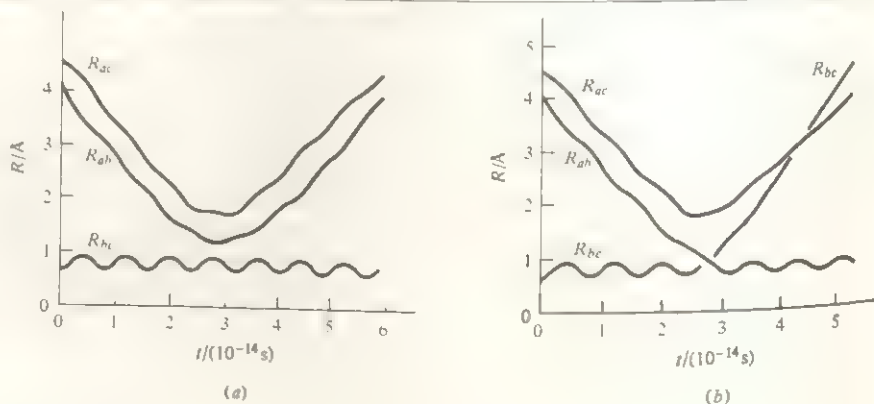 R/Å
4
3
2
1
0
R_ac
R_ab
R_bc
0 1 2 3 4 5 6
t/(10⁻¹⁴ s)
(a)
R/Å
5
4
3
2
1
0
R_ac
R_ab
R_bc
R_bc
0 1 2 3 4 5
t/(10⁻¹⁴ s)
(b)